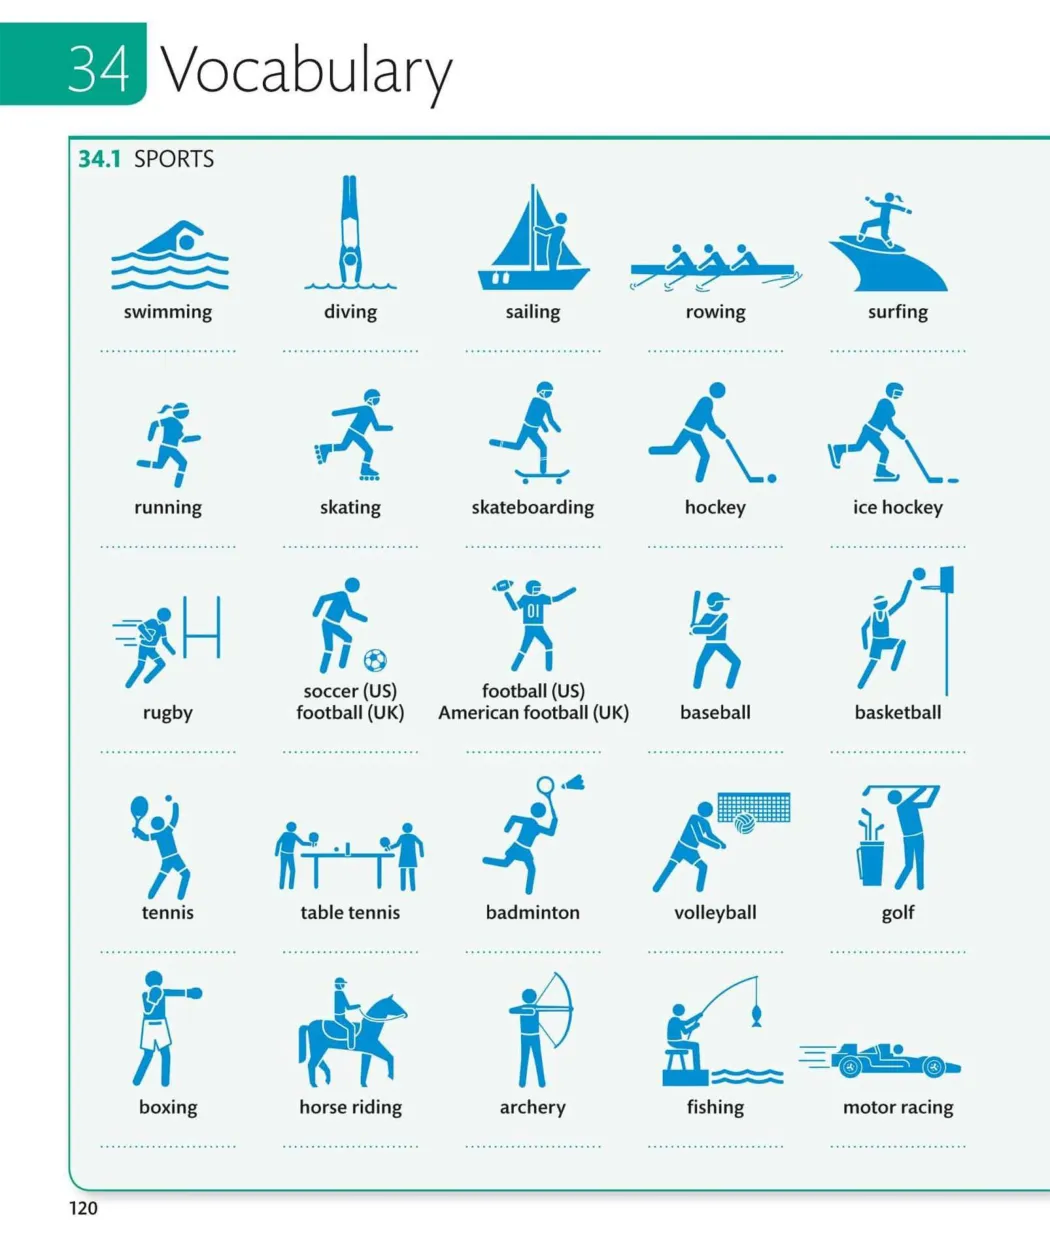 34 Vocabulary
34.1 SPORTS
swimming
diving
sailing
rowing
surfing
running
skating
skateboarding
hockey
ice hockey
01
rugby
soccer (US)
football (UK)
football (US)
American football (UK)
baseball
basketball
tennis
table tennis
badminton
volleyball
golf
boxing
horse riding
archery
fishing
motor racing
120